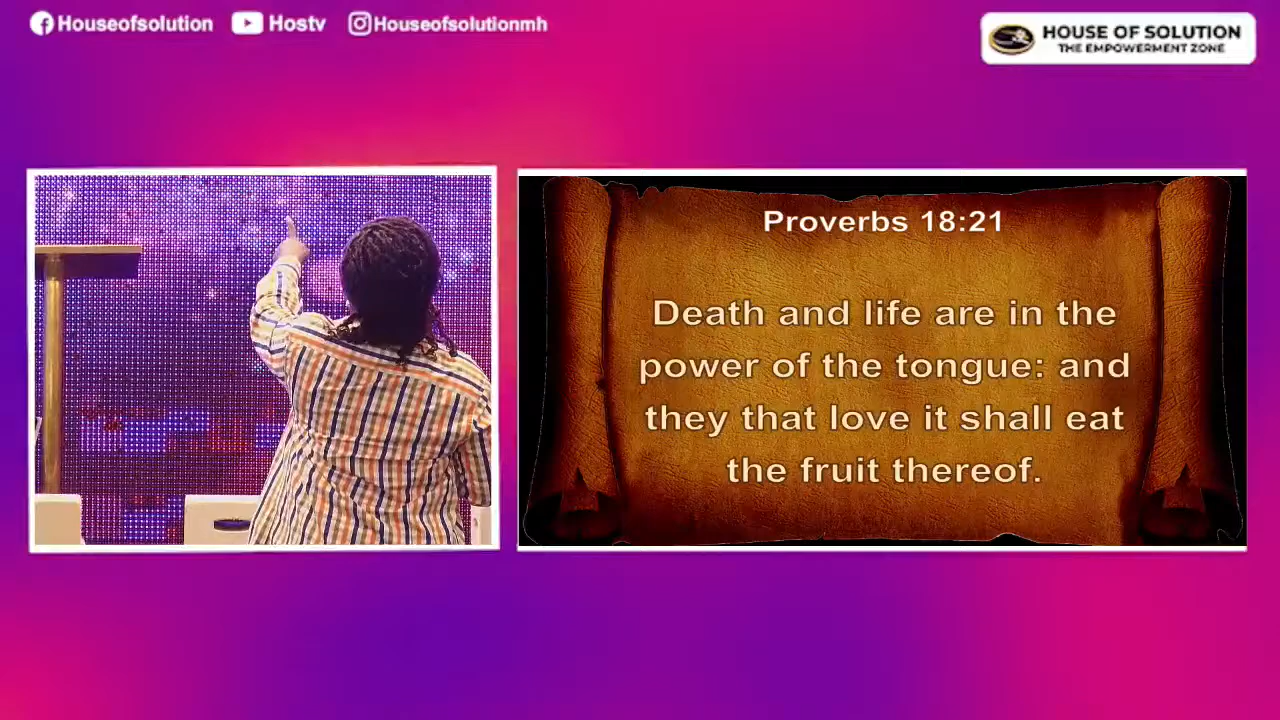 Houseofsolution
Hostv
Houseofsolutionmh
HOUSE OF SOLUTION
THE EMPOWERMENT ZONE
Proverbs 18:21
Death and life are in the
power of the tongue: and
they that love it shall eat
the fruit thereof.